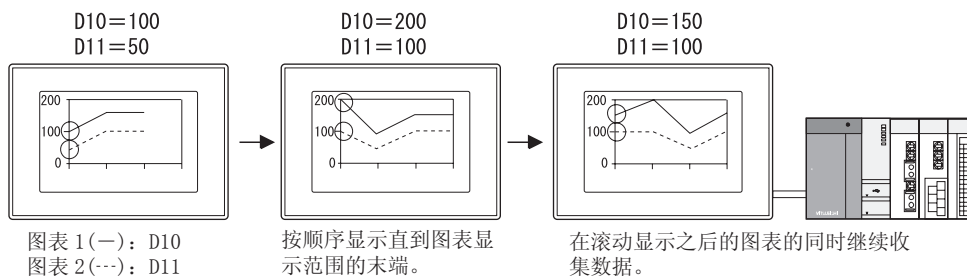 D10=100
D11=50
D10=200
D11=100
D10=150
D11=100
200
100
0
200
100
0
200
100
0
图表 1(—): D10
图表 2(┄): D11
按顺序显示直到图表显
示范围的末端。
在滚动显示之后的图表的同时继续收
集数据。